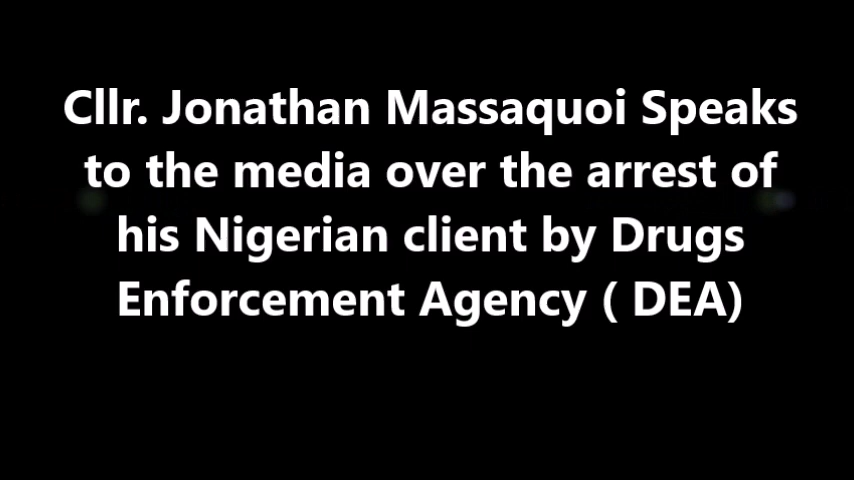 Cllr. Jonathan Massaquoi Speaks
to the media over the arrest of
his Nigerian client by Drugs
Enforcement Agency ( DEA)